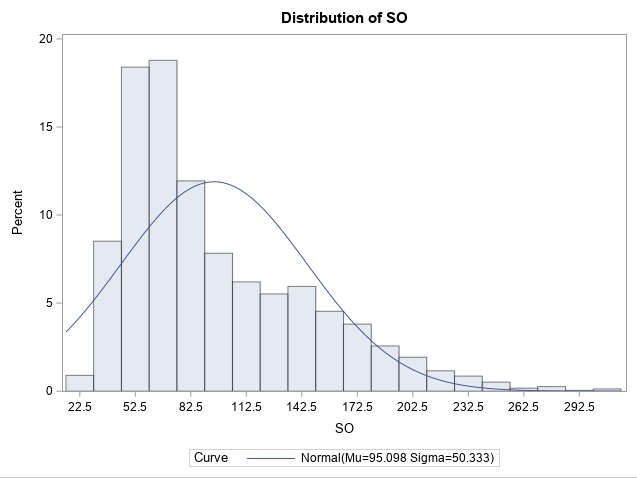 Distribution of SO
20
15
10
5
0
Percent
22.5 52.5 82.5 112.5 142.5 172.5 202.5 232.5 262.5 292.5
SO
Curve Normal(Mu=95.098 Sigma=50.333)